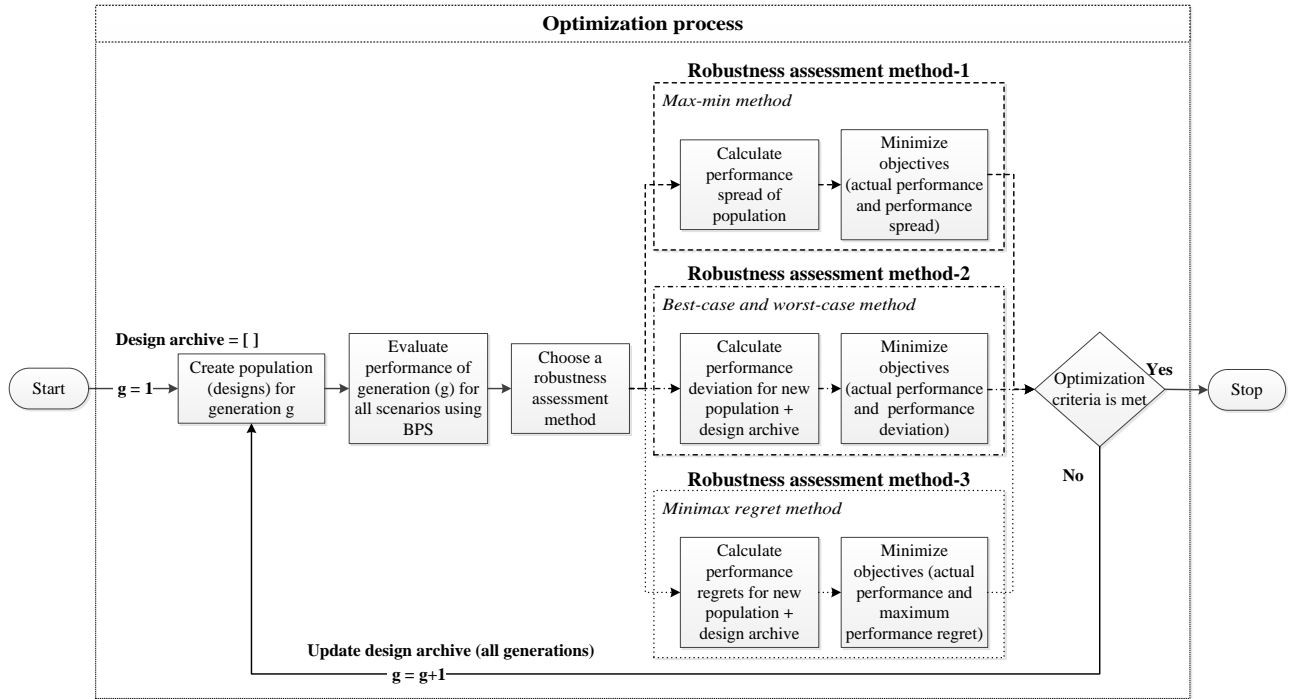 Optimization process
Robustness assessment method-1
Max-min method
Calculate
performance
spread of
population
Minimize
objectives
(actual performance
and performance
spread)
Robustness assessment method-2
Best-case and worst-case method
Design archive = [ ]
Start
g = 1
Create population
(designs) for
generation g
Evaluate
performance of
generation (g) for
all scenarios using
BPS
Choose a
robustness
assessment
method
Calculate
performance
deviation for new
population +
design archive
Minimize
objectives
(actual performance
and performance
deviation)
Optimization
criteria is met
Yes
Stop
No
Robustness assessment method-3
Minimax regret method
Calculate
performance
regrets for new
population +
design archive
Minimize
objectives (actual
performance and
maximum
performance regret)
Update design archive (all generations)
g = g+1